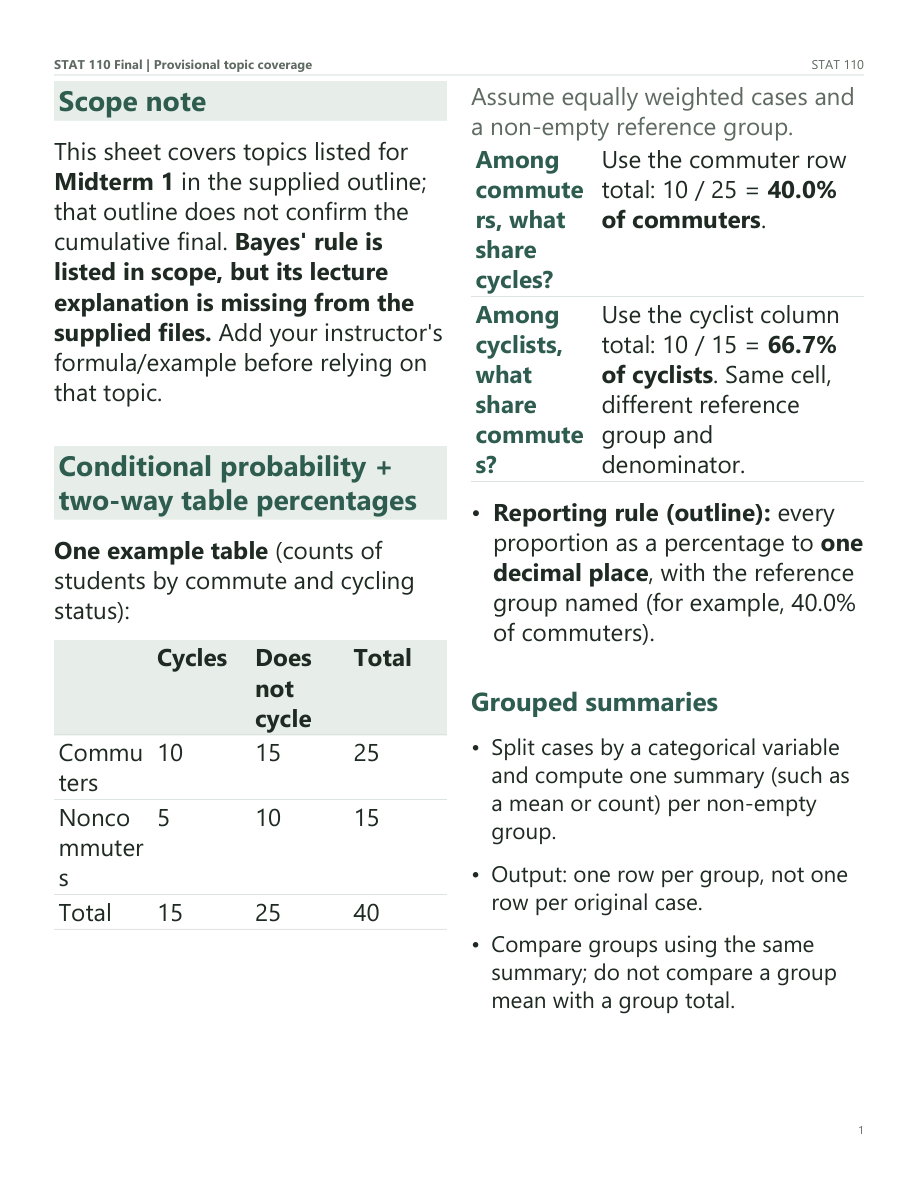 STAT 110 Final | Provisional topic coverage
STAT 110
Scope note
This sheet covers topics listed for
Midterm 1 in the supplied outline;
that outline does not confirm the
cumulative final. Bayes' rule is
listed in scope, but its lecture
explanation is missing from the
supplied files. Add your instructor's
formula/example before relying on
that topic.
Conditional probability +
two-way table percentages
One example table (counts of
students by commute and cycling
status):
Cycles Does not cycle Total
Commuters 10 15 25
Noncommuters 5 10 15
Total 15 25 40
Assume equally weighted cases and
a non-empty reference group.
Among
commute
rs, what
share
cycles?
Use the commuter row
total: 10 / 25 = 40.0%
of commuters.
Among
cyclists,
what
share
commute
s?
Use the cyclist column
total: 10 / 15 = 66.7%
of cyclists. Same cell,
different reference
group and
denominator.
• Reporting rule (outline): every
proportion as a percentage to one
decimal place, with the reference
group named (for example, 40.0%
of commuters).
Grouped summaries
• Split cases by a categorical variable
and compute one summary (such as
a mean or count) per non-empty
group.
• Output: one row per group, not one
row per original case.
• Compare groups using the same
summary; do not compare a group
mean with a group total.
1